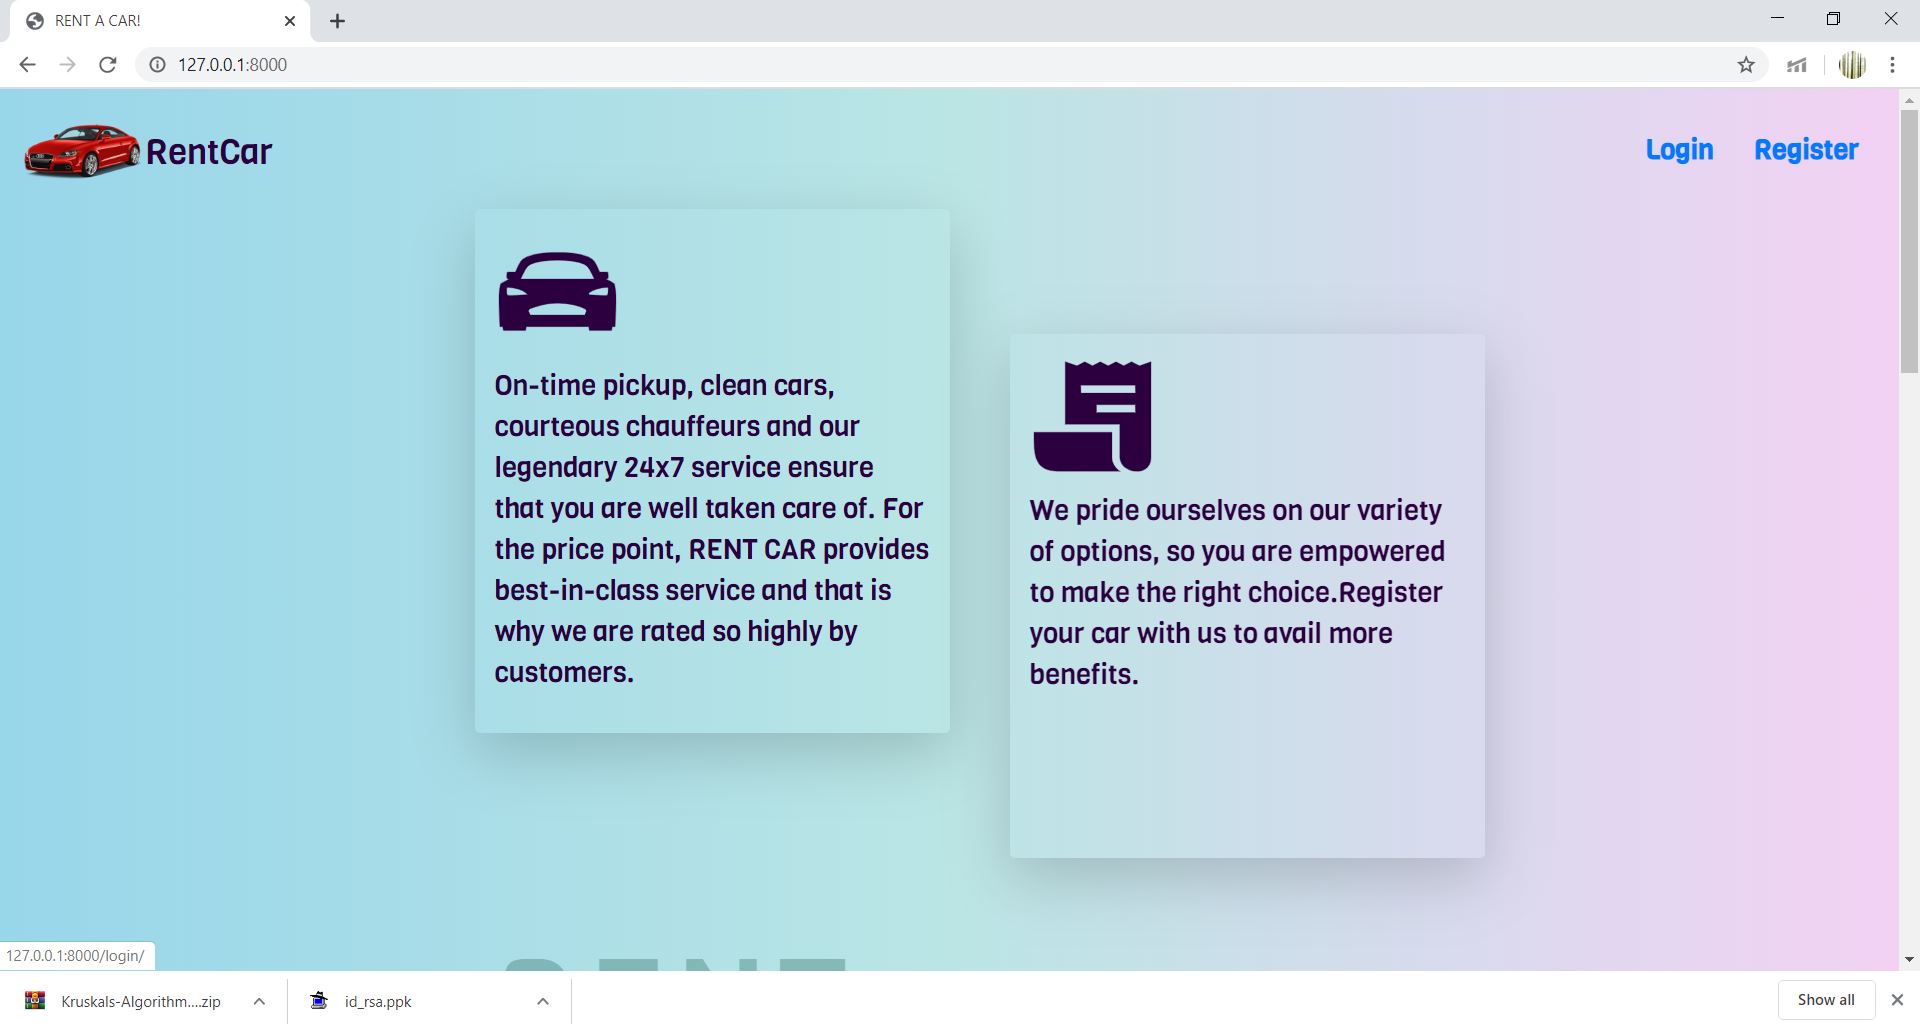 RENT A CAR!
127.0.0.1:8000
RentCar
Login
Register
On-time pickup, clean cars,
courteous chauffeurs and our
legendary 24x7 service ensure
that you are well taken care of. For
the price point, RENT CAR provides
best-in-class service and that is
why we are rated so highly by
customers.
We pride ourselves on our variety
of options, so you are empowered
to make the right choice.Register
your car with us to avail more
benefits.
127.0.0.1:8000/login/
Kruskals-Algorithm....zip
id_rsa.ppk
Show all